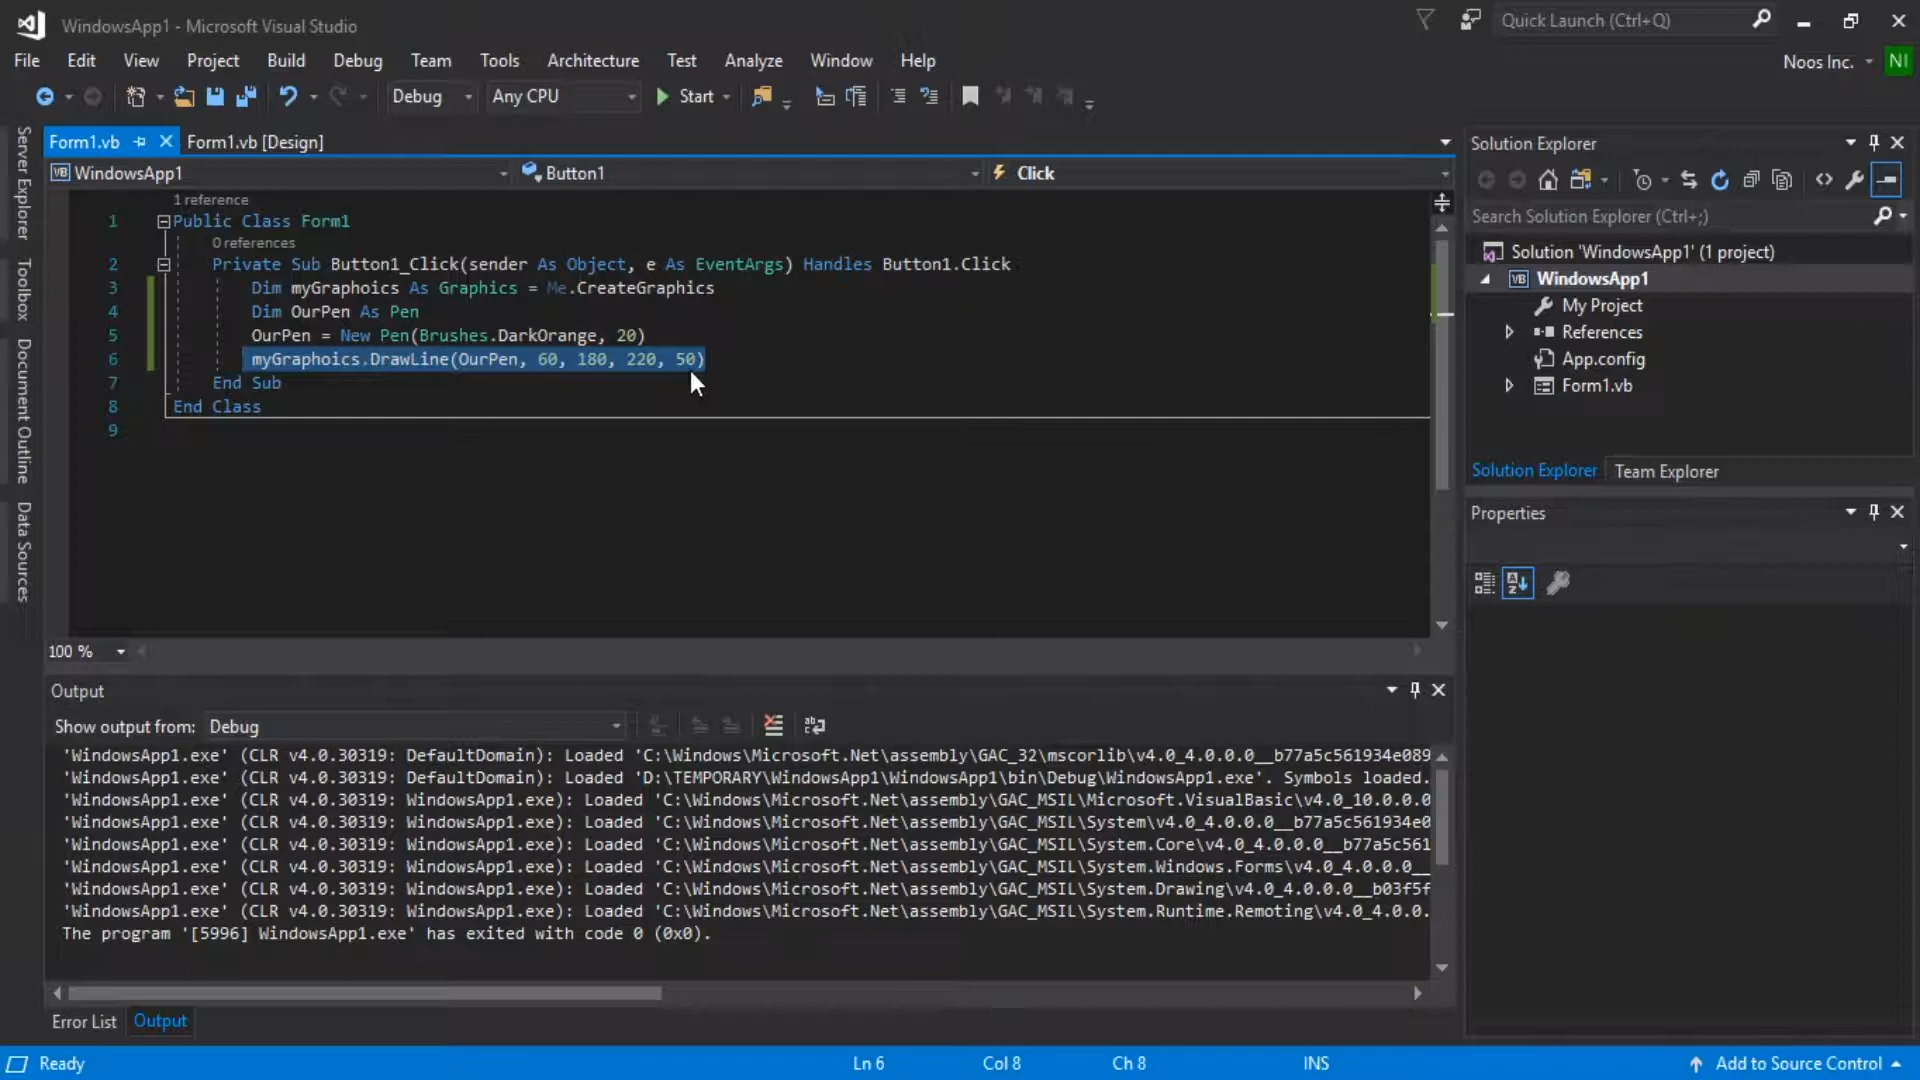 WindowsApp1 - Microsoft Visual Studio
Quick Launch (Ctrl+Q)
File Edit View Project Build Debug Team Tools Architecture Test Analyze Window Help
Noos Inc. NI
Debug Any CPU Start
Server Explorer
Toolbox
Document Outline
Data Sources
Form1.vb Form1.vb [Design]
VB WindowsApp1 Button1 Click
1 reference
1 Public Class Form1
0 references
2 Private Sub Button1_Click(sender As Object, e As EventArgs) Handles Button1.Click
3 Dim myGraphoics As Graphics = Me.CreateGraphics
4 Dim OurPen As Pen
5 OurPen = New Pen(Brushes.DarkOrange, 20)
6 myGraphoics.DrawLine(OurPen, 60, 180, 220, 50)
7 End Sub
8 End Class
9
100 %
Solution Explorer
Search Solution Explorer (Ctrl+;)
Solution 'WindowsApp1' (1 project)
VB WindowsApp1
My Project
References
App.config
Form1.vb
Solution Explorer Team Explorer
Properties
Output
Show output from: Debug
'WindowsApp1.exe' (CLR v4.0.30319: DefaultDomain): Loaded 'C:\Windows\Microsoft.Net\assembly\GAC_32\mscorlib\v4.0_4.0.0.0__b77a5c561934e089
'WindowsApp1.exe' (CLR v4.0.30319: DefaultDomain): Loaded 'D:\TEMPORARY\WindowsApp1\WindowsApp1\bin\Debug\WindowsApp1.exe'. Symbols loaded.
'WindowsApp1.exe' (CLR v4.0.30319: WindowsApp1.exe): Loaded 'C:\Windows\Microsoft.Net\assembly\GAC_MSIL\Microsoft.VisualBasic\v4.0_10.0.0.0
'WindowsApp1.exe' (CLR v4.0.30319: WindowsApp1.exe): Loaded 'C:\Windows\Microsoft.Net\assembly\GAC_MSIL\System\v4.0_4.0.0.0__b77a5c561934e0
'WindowsApp1.exe' (CLR v4.0.30319: WindowsApp1.exe): Loaded 'C:\Windows\Microsoft.Net\assembly\GAC_MSIL\System.Core\v4.0_4.0.0.0__b77a5c561
'WindowsApp1.exe' (CLR v4.0.30319: WindowsApp1.exe): Loaded 'C:\Windows\Microsoft.Net\assembly\GAC_MSIL\System.Windows.Forms\v4.0_4.0.0.0__
'WindowsApp1.exe' (CLR v4.0.30319: WindowsApp1.exe): Loaded 'C:\Windows\Microsoft.Net\assembly\GAC_MSIL\System.Drawing\v4.0_4.0.0.0__b03f5f
'WindowsApp1.exe' (CLR v4.0.30319: WindowsApp1.exe): Loaded 'C:\Windows\Microsoft.Net\assembly\GAC_MSIL\System.Runtime.Remoting\v4.0_4.0.0.
The program '[5996] WindowsApp1.exe' has exited with code 0 (0x0).
Error List Output
Ready Ln 6 Col 8 Ch 8 INS Add to Source Control